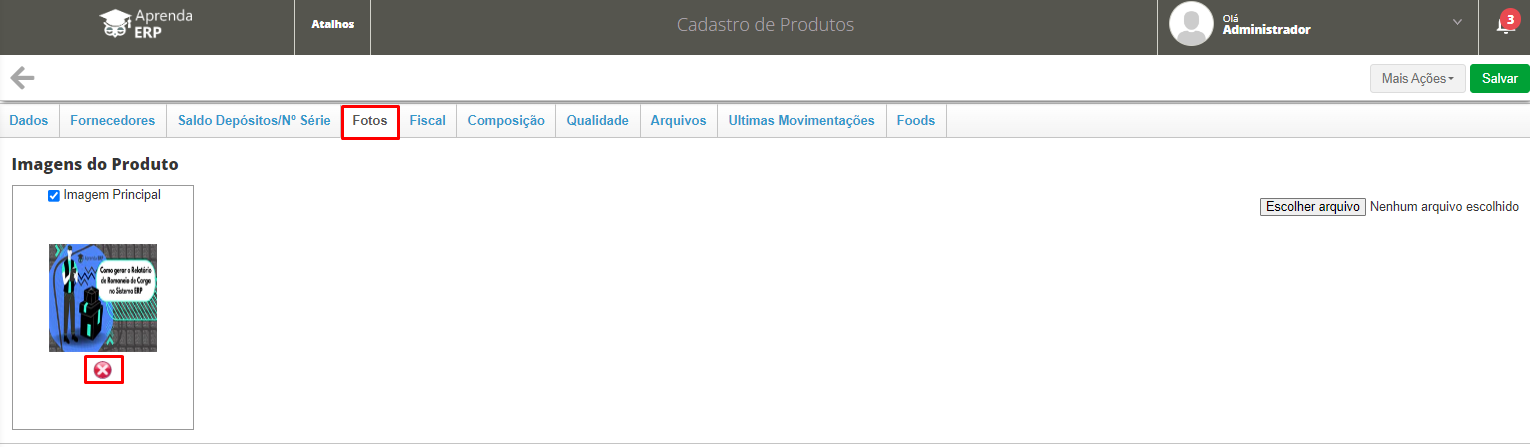 Aprenda
ERP
Atalhos
Cadastro de Produtos
Olá
Administrador
3
Mais Ações
Salvar
Dados
Fornecedores
Saldo Depósitos/Nº Série
Fotos
Fiscal
Composição
Qualidade
Arquivos
Ultimas Movimentações
Foods
Imagens do Produto
Imagem Principal
Escolher arquivo Nenhum arquivo escolhido
Aprenda ERP
Como gerar o Relatório
de Romaneio de Carga
no Sistema ERP